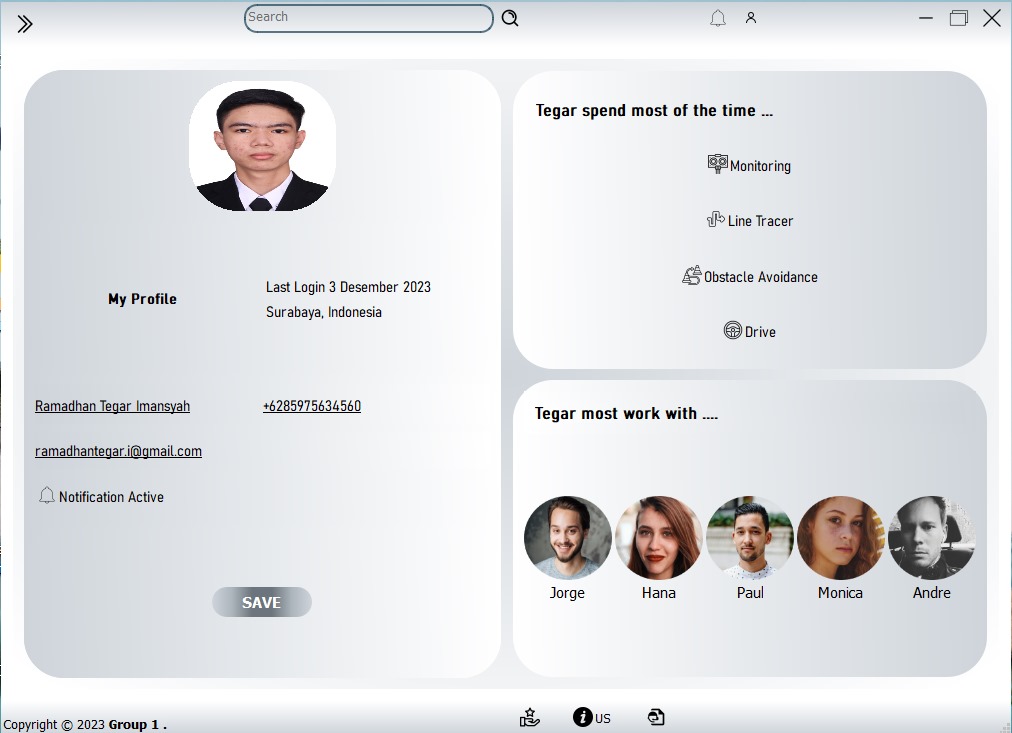 Search
My Profile
Last Login 3 Desember 2023
Surabaya, Indonesia
Ramadhan Tegar Imansyah
+6285975634560
ramadhantegar.i@gmail.com
Notification Active
SAVE
Tegar spend most of the time ...
Monitoring
Line Tracer
Obstacle Avoidance
Drive
Tegar most work with ....
Jorge
Hana
Paul
Monica
Andre
Copyright © 2023 Group 1 .
US